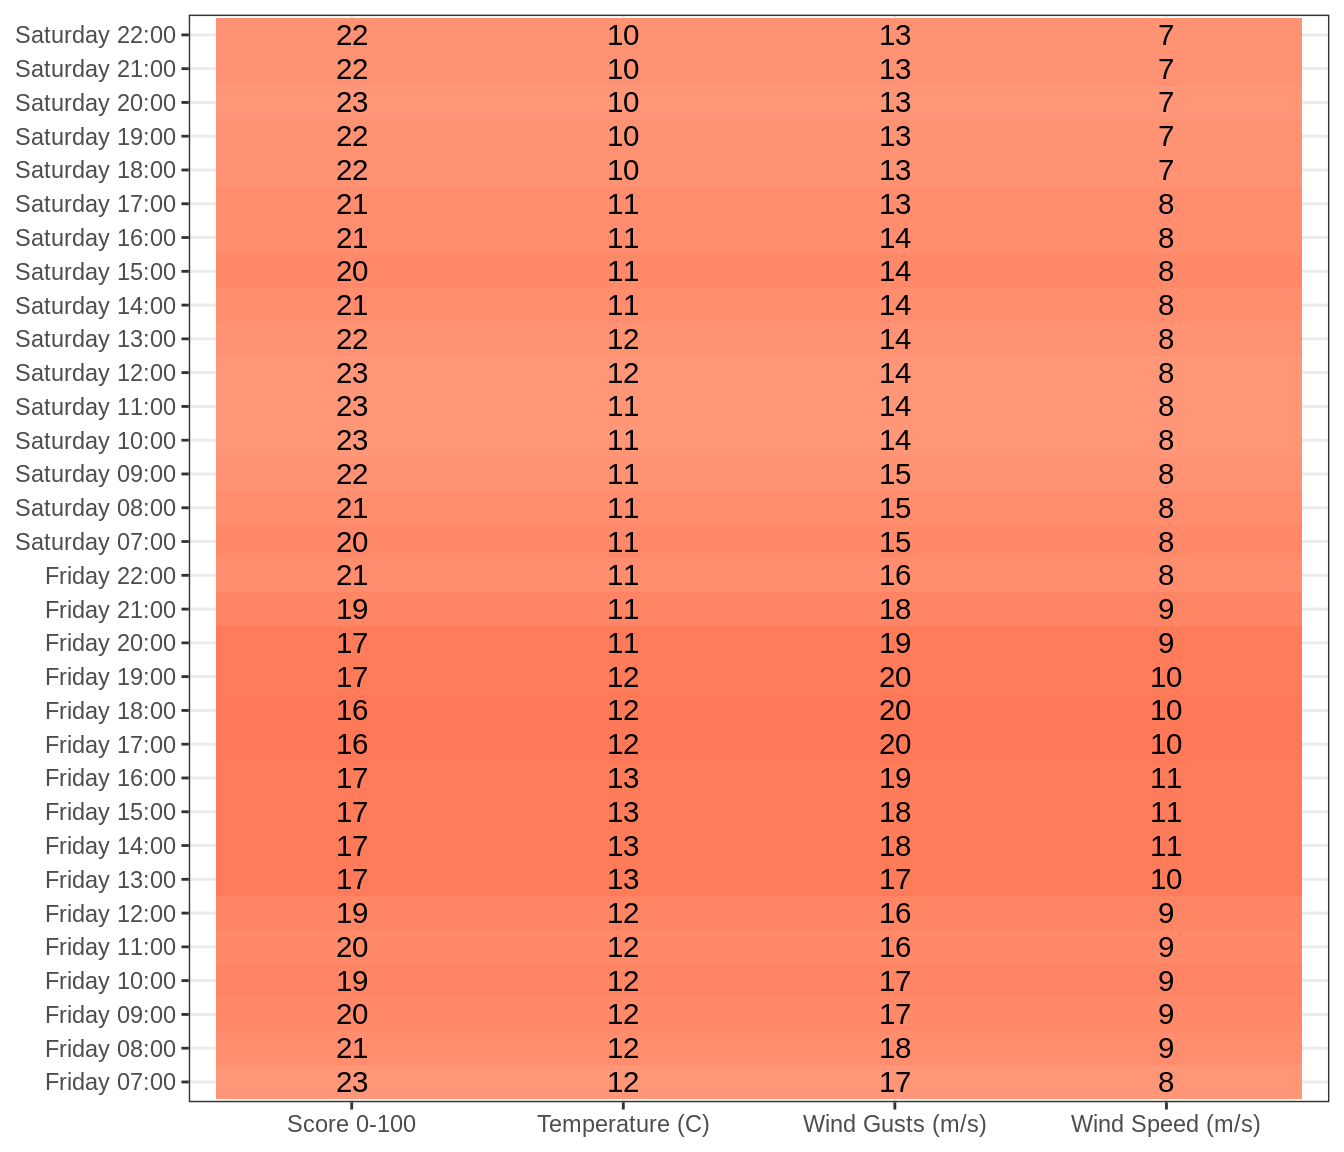 Saturday 22:00 22 10 13 7
Saturday 21:00 22 10 13 7
Saturday 20:00 23 10 13 7
Saturday 19:00 22 10 13 7
Saturday 18:00 22 10 13 7
Saturday 17:00 21 11 13 8
Saturday 16:00 21 11 14 8
Saturday 15:00 20 11 14 8
Saturday 14:00 21 11 14 8
Saturday 13:00 22 12 14 8
Saturday 12:00 23 12 14 8
Saturday 11:00 23 11 14 8
Saturday 10:00 23 11 14 8
Saturday 09:00 22 11 15 8
Saturday 08:00 21 11 15 8
Saturday 07:00 20 11 15 8
Friday 22:00 21 11 16 8
Friday 21:00 19 11 18 9
Friday 20:00 17 11 19 9
Friday 19:00 17 12 20 10
Friday 18:00 16 12 20 10
Friday 17:00 16 12 20 10
Friday 16:00 17 13 19 11
Friday 15:00 17 13 18 11
Friday 14:00 17 13 18 11
Friday 13:00 17 13 17 10
Friday 12:00 19 12 16 9
Friday 11:00 20 12 16 9
Friday 10:00 19 12 17 9
Friday 09:00 20 12 17 9
Friday 08:00 21 12 18 9
Friday 07:00 23 12 17 8
Score 0-100 Temperature (C) Wind Gusts (m/s) Wind Speed (m/s)